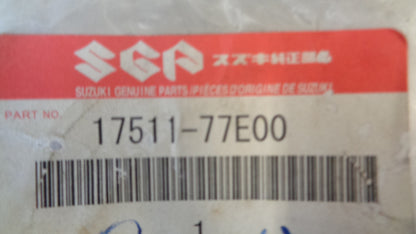 SGP スズキ純正部品
SUZUKI GENUINE PARTS/PIÈCES D'ORIGINE DE SUZUKI
PART NO. 17511-77E00
1